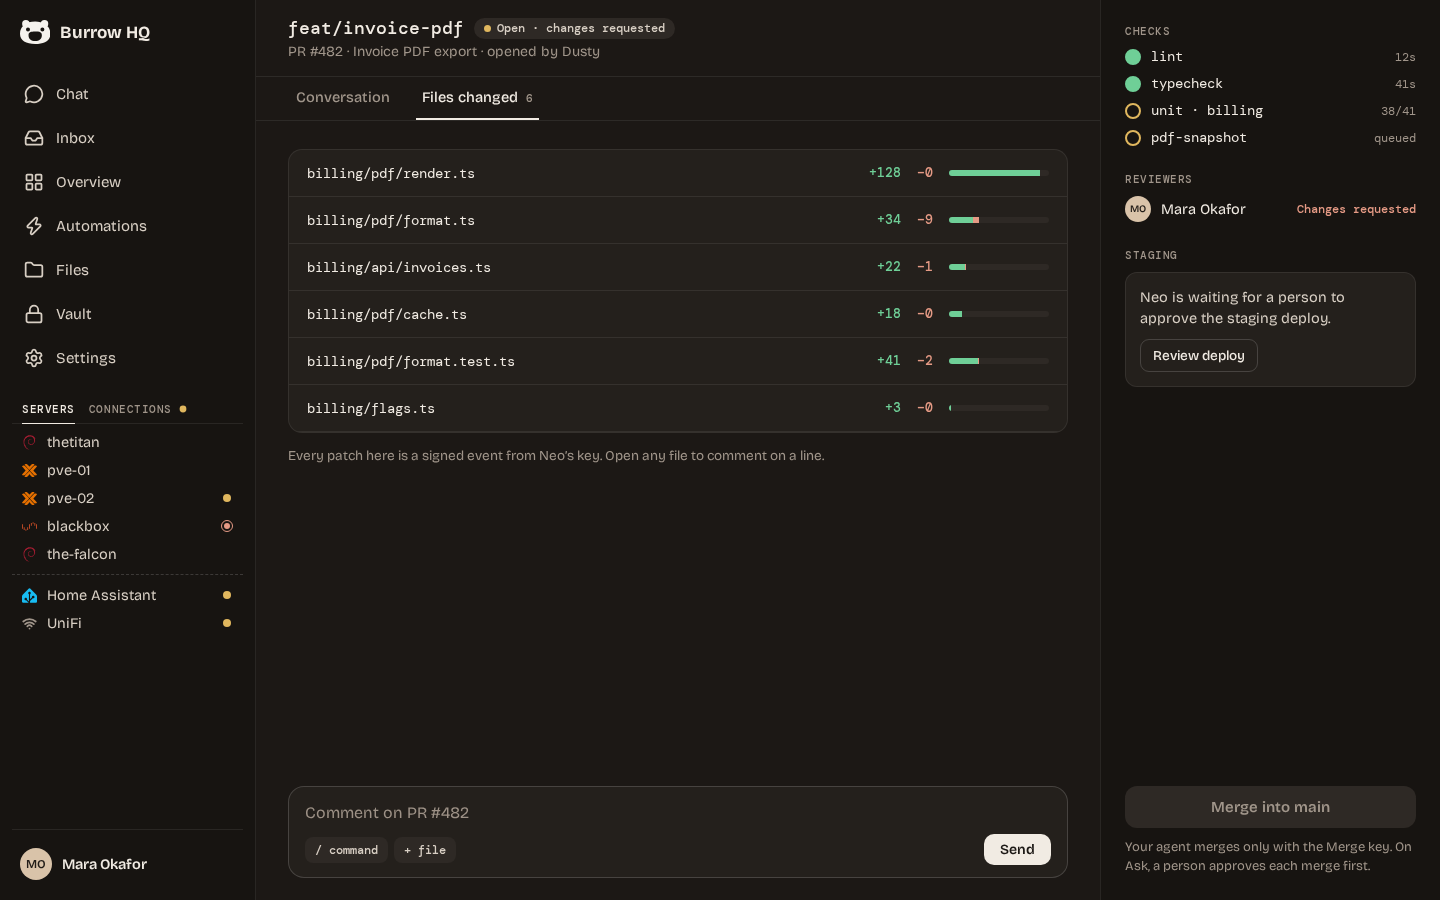 Burrow HQ
Chat
Inbox
Overview
Automations
Files
Vault
Settings
SERVERS CONNECTIONS
thetitan
pve-01
pve-02
blackbox
the-falcon
Home Assistant
UniFi
MO Mara Okafor
feat/invoice-pdf Open · changes requested
PR #482 · Invoice PDF export · opened by Dusty
Conversation Files changed 6
billing/pdf/render.ts +128 −0
billing/pdf/format.ts +34 −9
billing/api/invoices.ts +22 −1
billing/pdf/cache.ts +18 −0
billing/pdf/format.test.ts +41 −2
billing/flags.ts +3 −0
Every patch here is a signed event from Neo's key. Open any file to comment on a line.
Comment on PR #482
/ command + file Send
CHECKS
lint 12s
typecheck 41s
unit · billing 38/41
pdf-snapshot queued
REVIEWERS
MO Mara Okafor Changes requested
STAGING
Neo is waiting for a person to
approve the staging deploy.
Review deploy
Merge into main
Your agent merges only with the Merge key. On
Ask, a person approves each merge first.